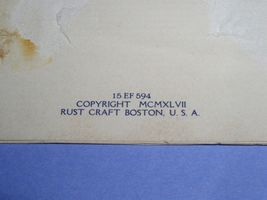 15 EF 594
COPYRIGHT MCMXLVII
RUST CRAFT BOSTON, U. S. A.